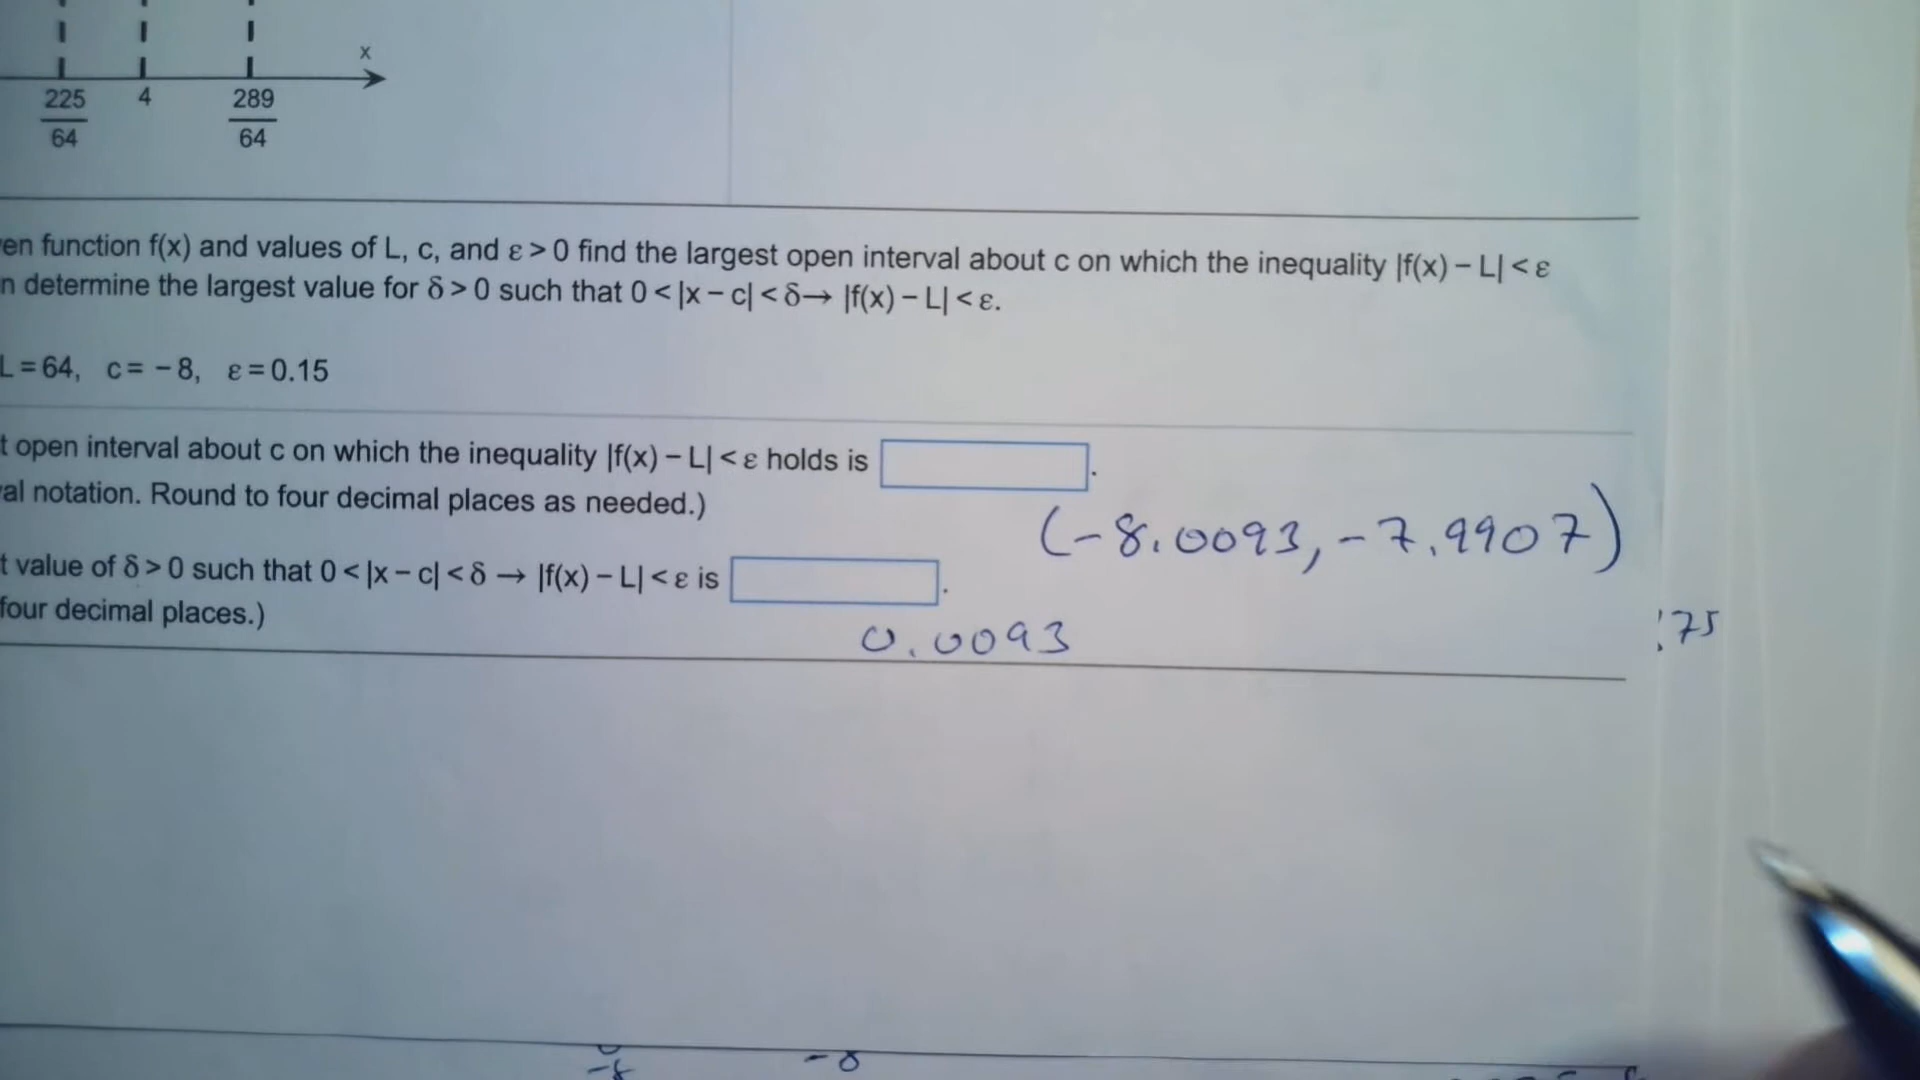 x
225 4 289
64 64
en function f(x) and values of L, c, and ε > 0 find the largest open interval about c on which the inequality |f(x) − L| < ε
n determine the largest value for δ > 0 such that 0 < |x − c| < δ → |f(x) − L| < ε.
L = 64, c = − 8, ε = 0.15
t open interval about c on which the inequality |f(x) − L| < ε holds is .
al notation. Round to four decimal places as needed.)
(-8.0093, -7.9907)
t value of δ > 0 such that 0 < |x − c| < δ → |f(x) − L| < ε is .
four decimal places.)
0.0093
75
-8